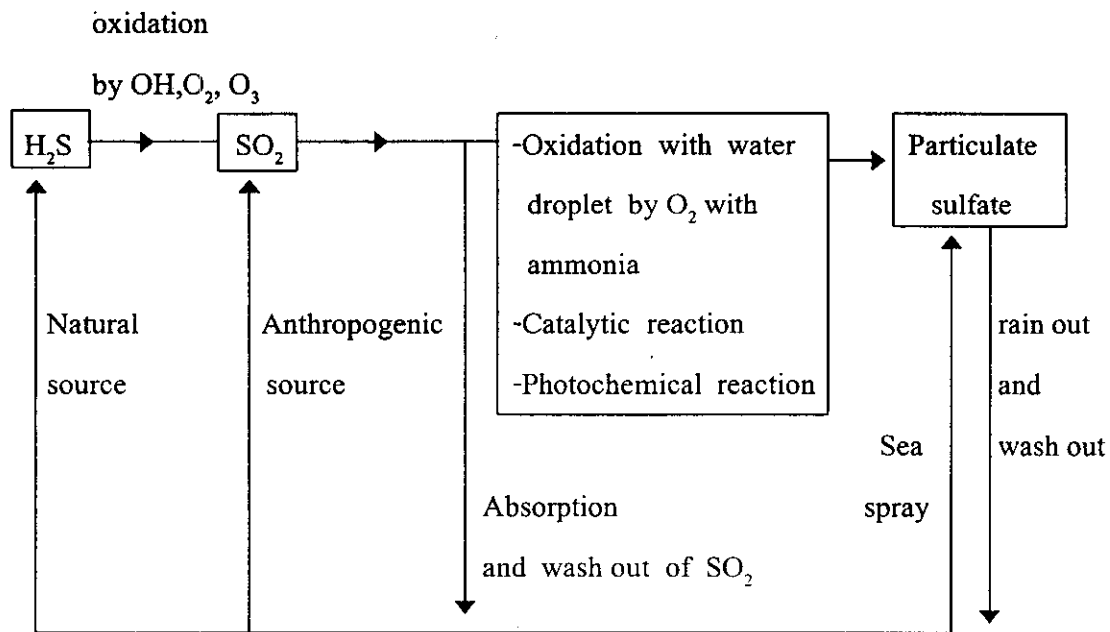 oxidation
by OH,O₂, O₃
H₂S
SO₂
-Oxidation with water
droplet by O₂ with
ammonia
-Catalytic reaction
-Photochemical reaction
Particulate
sulfate
Natural
source
Anthropogenic
source
Absorption
and wash out of SO₂
Sea
spray
rain out
and
wash out